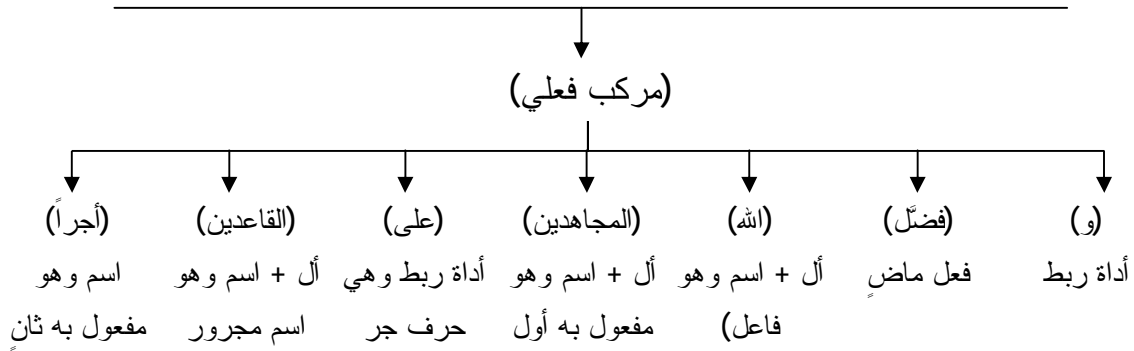 (مركب فعلي)
(و) (فضَّل) (الله) (المجاهدين) (على) (القاعدين) (أجراً)
أداة ربط فعل ماضٍ أل + اسم وهو أل + اسم وهو أداة ربط وهي أل + اسم وهو اسم وهو
فاعل) مفعول به أول حرف جر اسم مجرور مفعول به ثانٍ